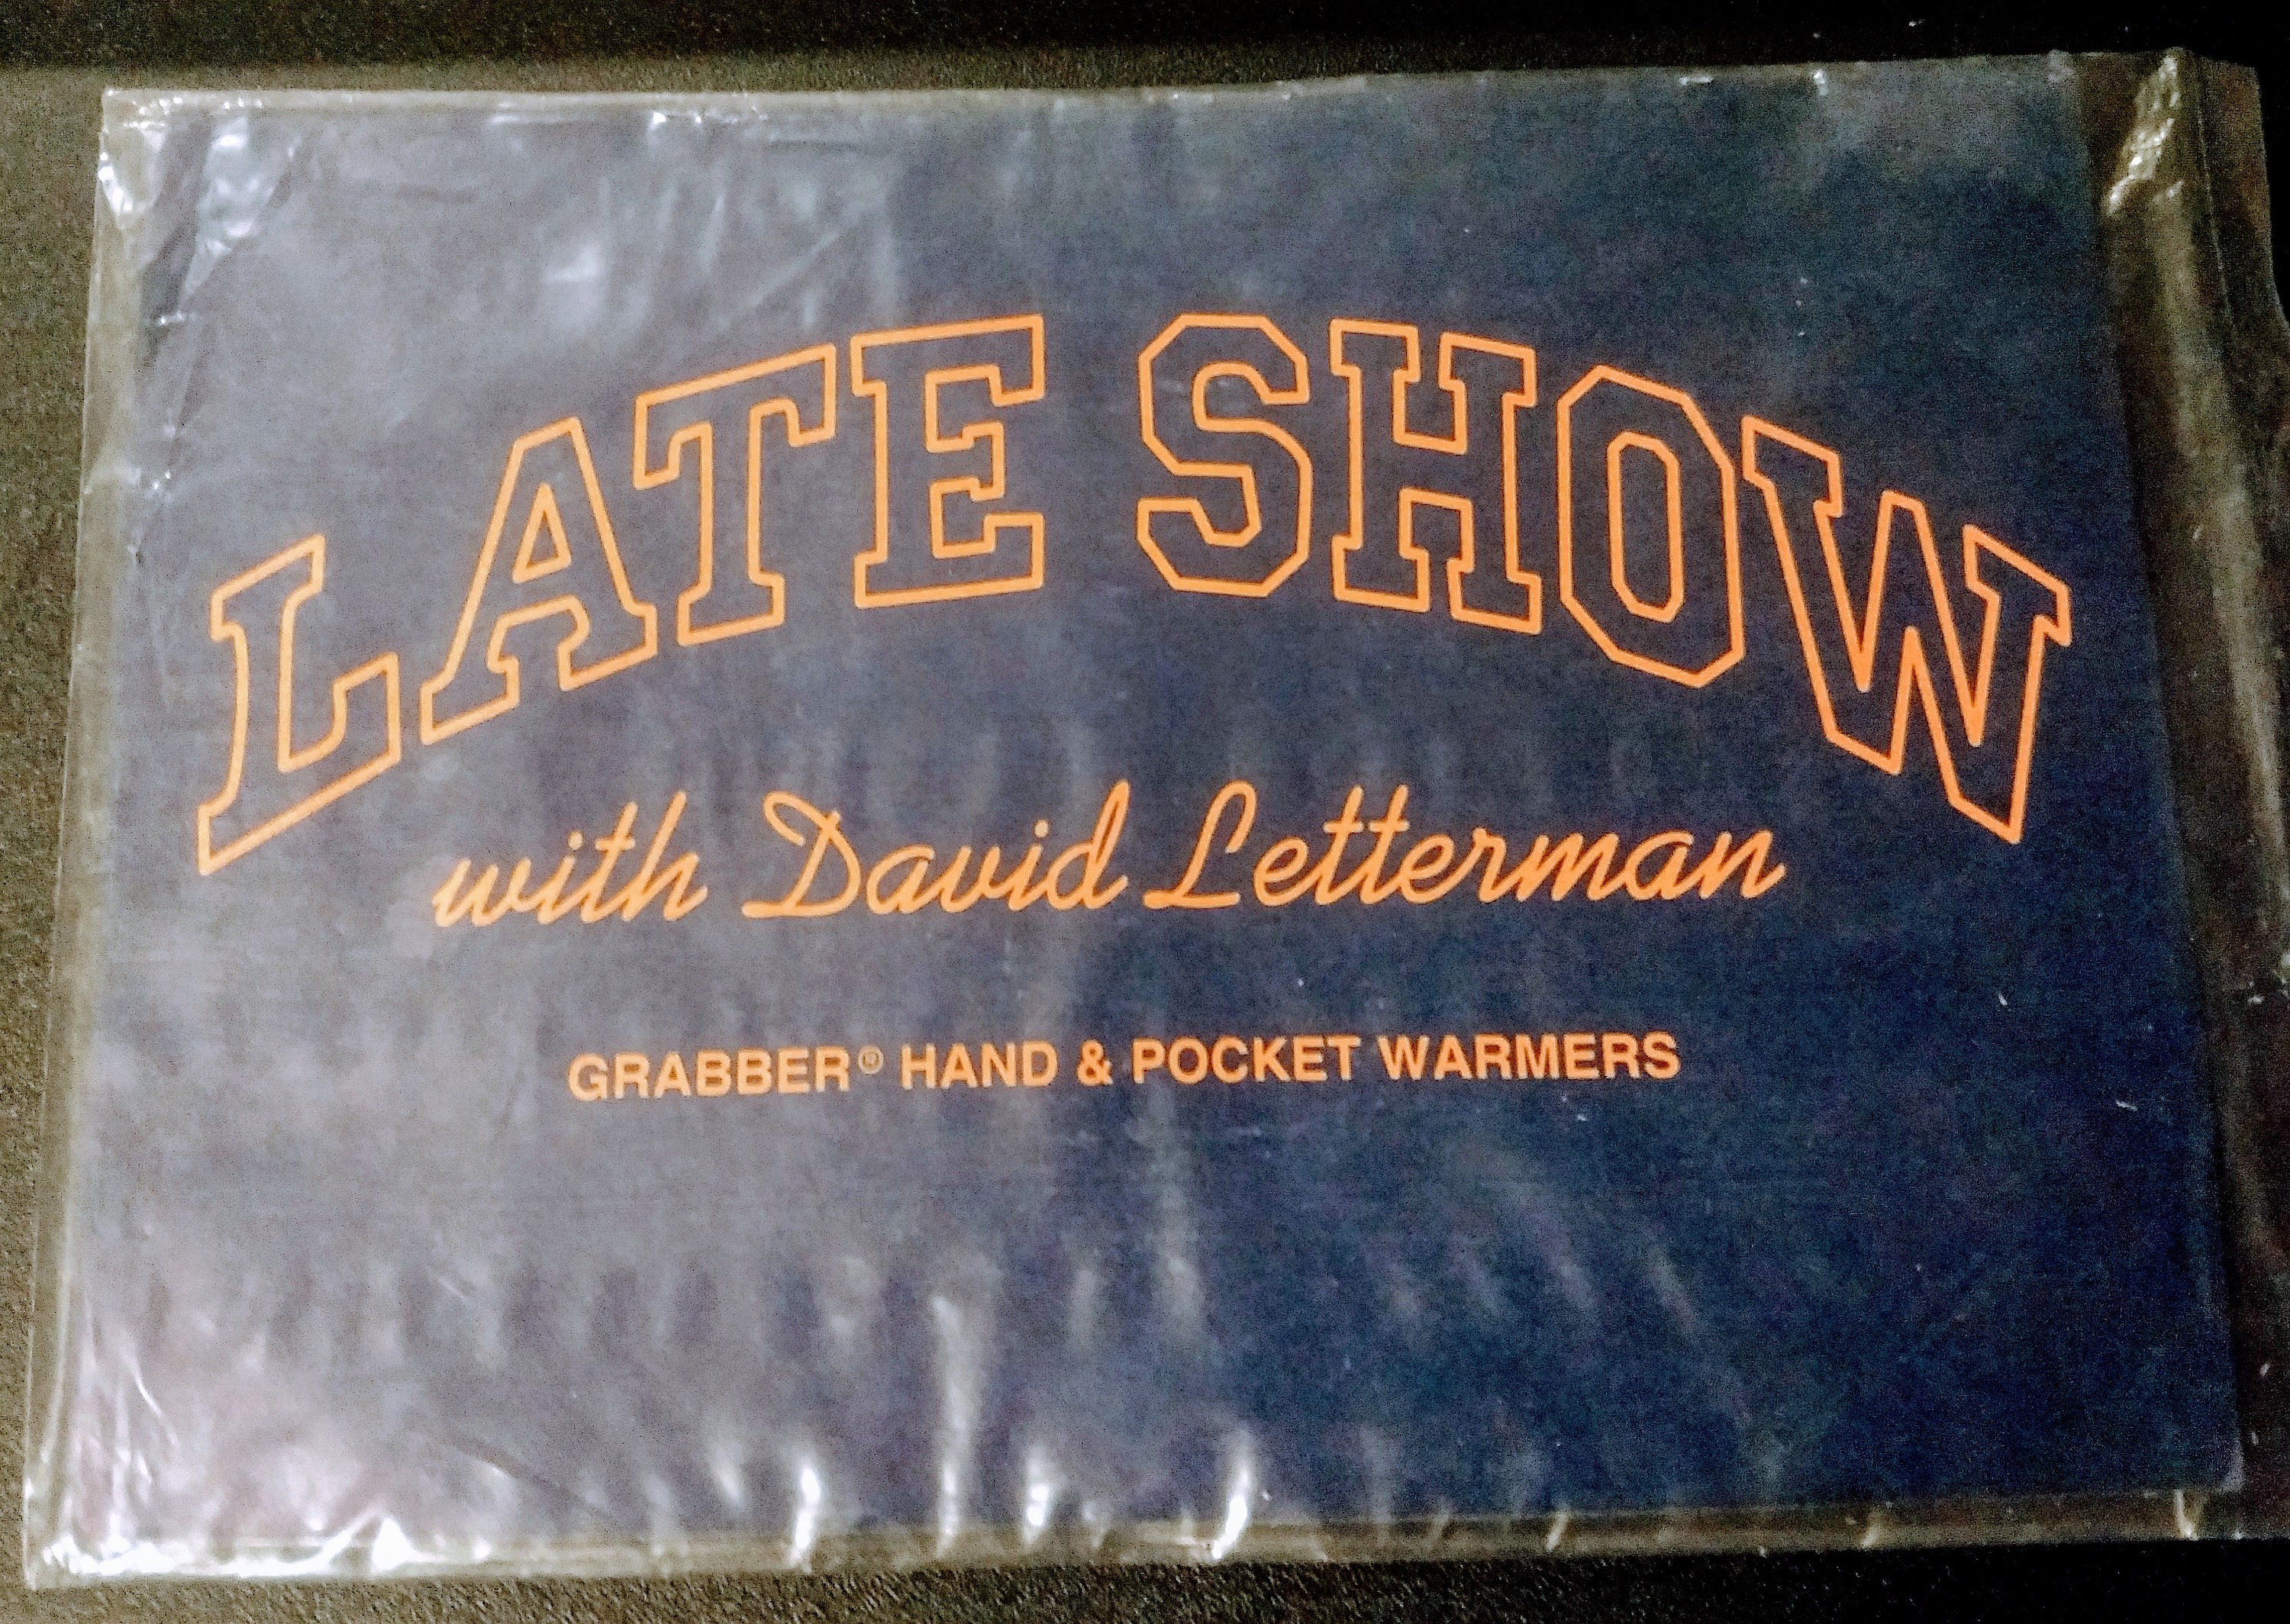 LATE SHOW
with David Letterman
GRABBER® HAND & POCKET WARMERS